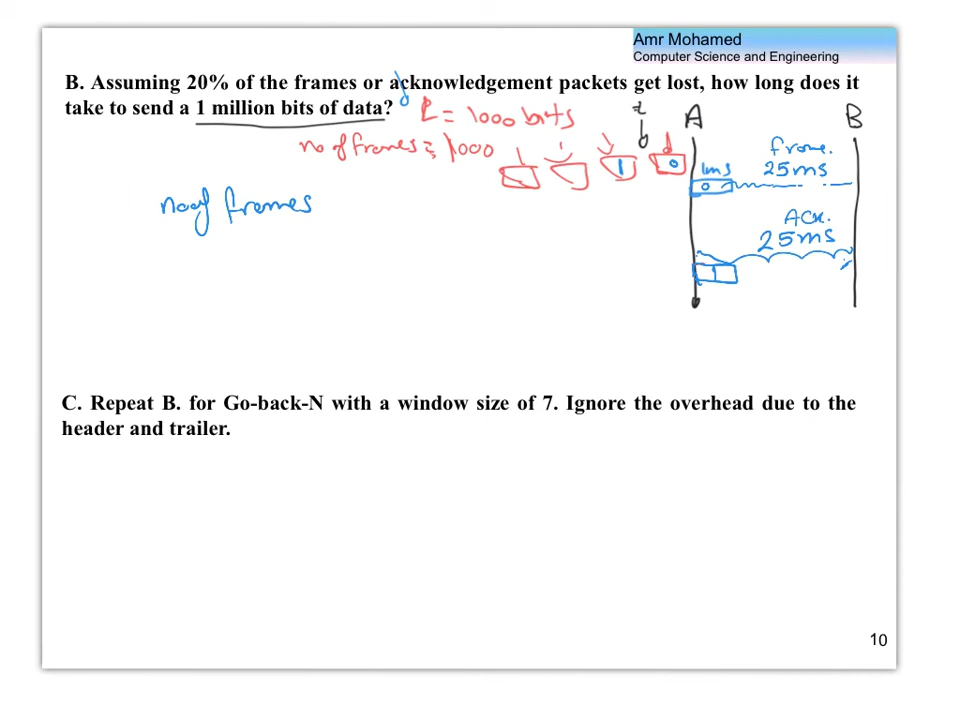 Amr Mohamed
Computer Science and Engineering
B. Assuming 20% of the frames or acknowledgement packets get lost, how long does it
take to send a 1 million bits of data?
L = 1000 bits
no of frames = 1000
A
B
frame.
1ms 25ms
0
1
0
no of frames
ACK.
25ms
1
C. Repeat B. for Go-back-N with a window size of 7. Ignore the overhead due to the
header and trailer.
10